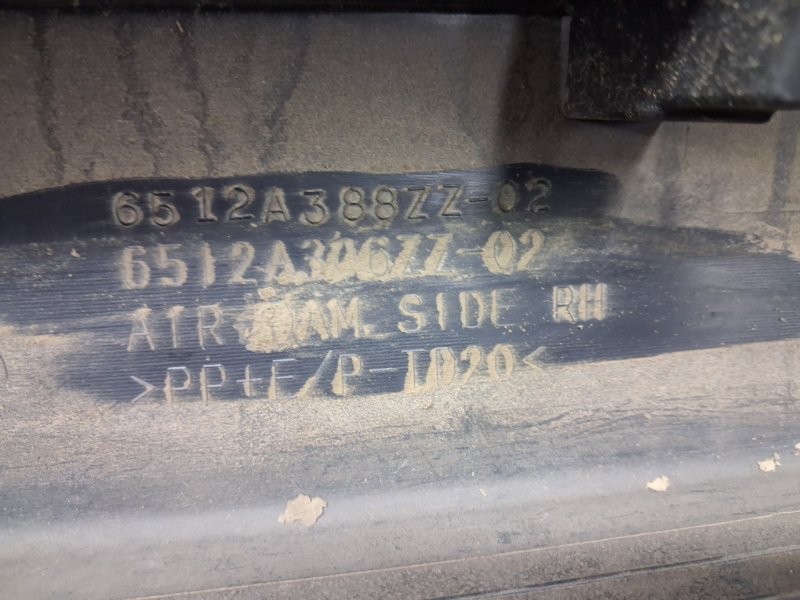 6512A388ZZ-02
6512A306ZZ-02
AIR DAM, SIDE RH
>PP+E/P-TD20<